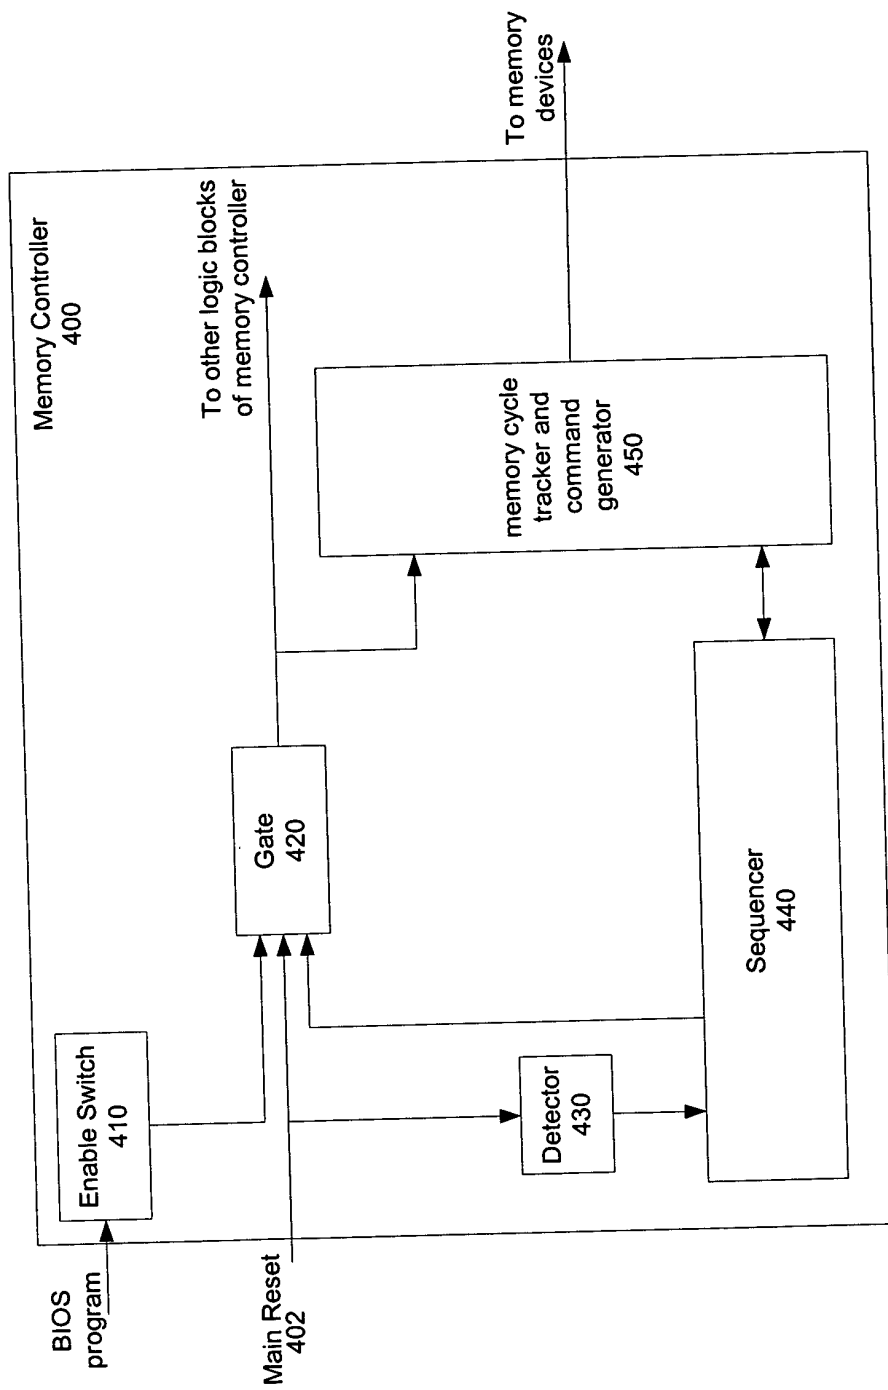 Memory Controller
400
BIOS
program
Enable Switch
410
Main Reset
402
Gate
420
To other logic blocks
of memory controller
Detector
430
Sequencer
440
memory cycle
tracker and
command
generator
450
To memory
devices